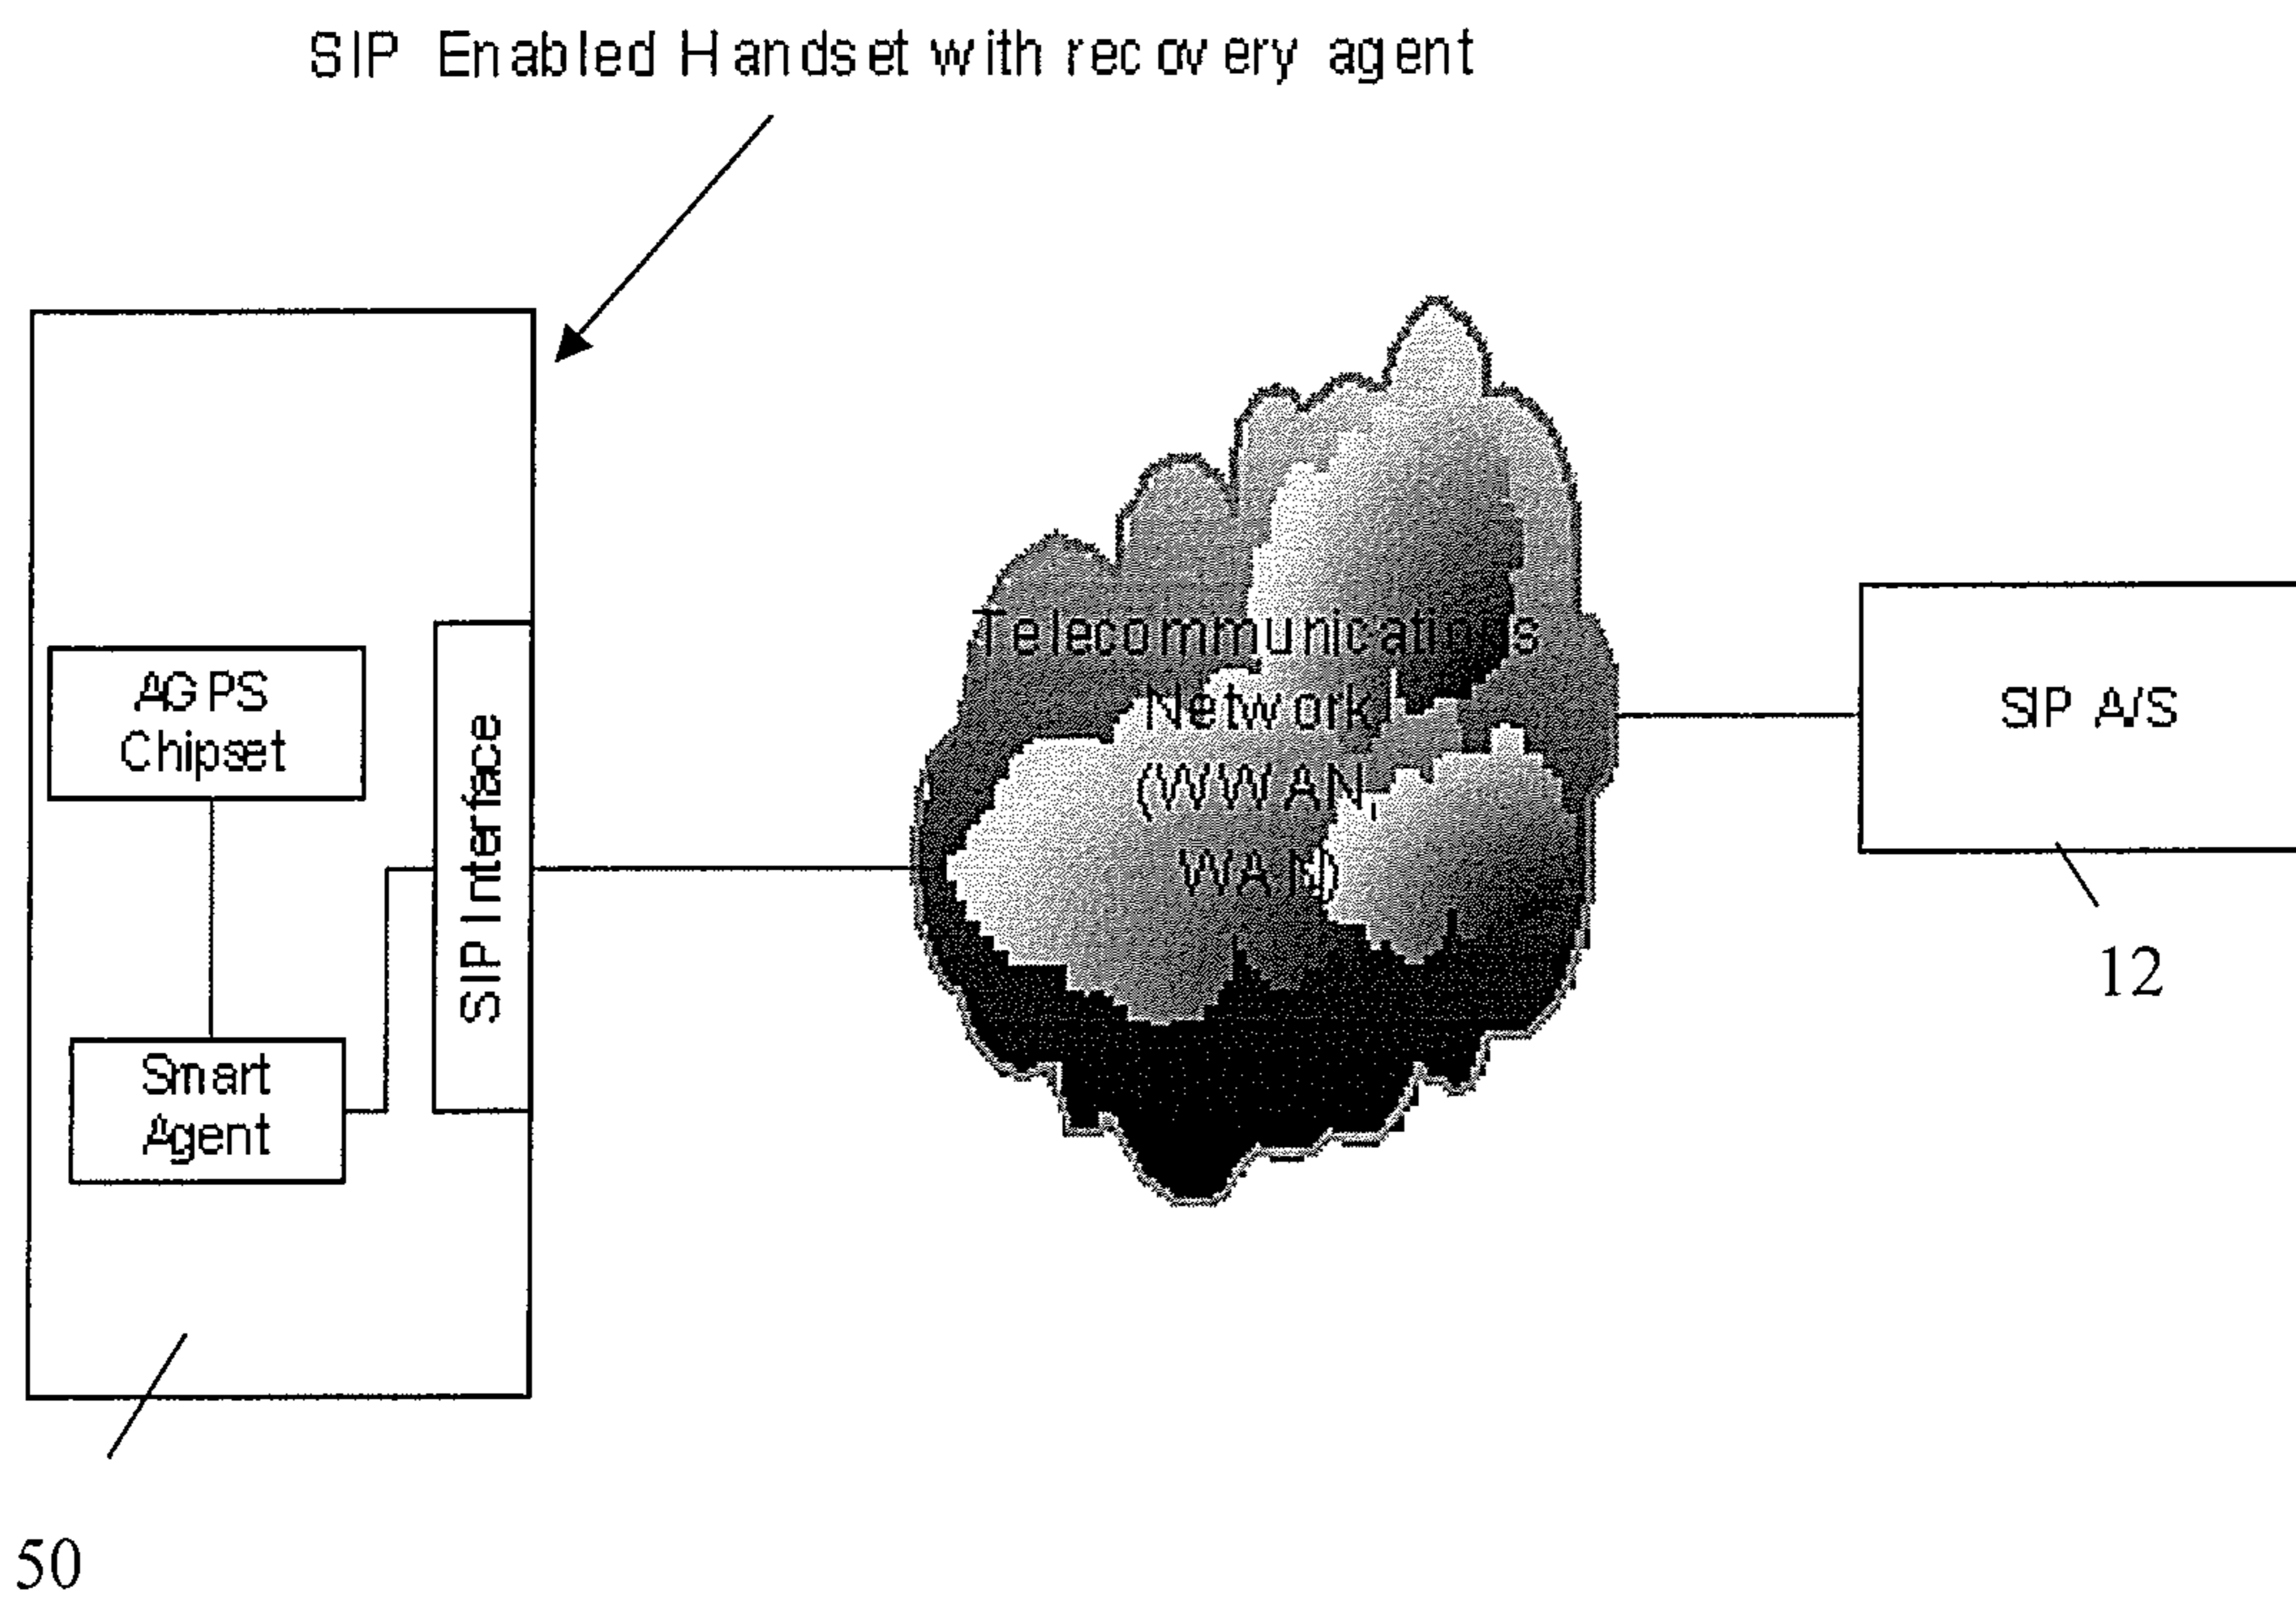 SIP Enabled Handset with recovery agent
AGPS
Chipset
SIP Interface
Smart
Agent
Telecommunications
Network
(WWAN,
WAN)
SIP A/S
12
50